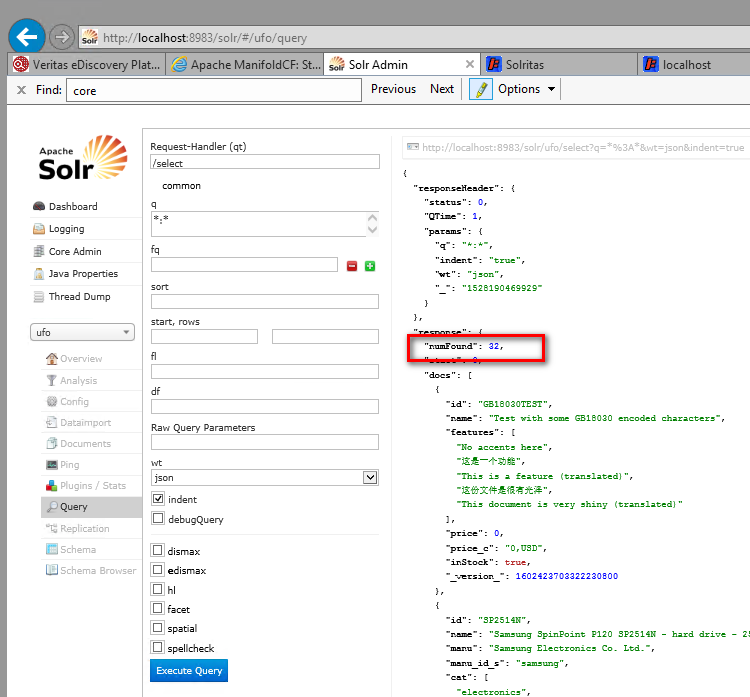 http://localhost:8983/solr/#/ufo/query
Veritas eDiscovery Plat...
Apache ManifoldCF: St...
Solr Admin
Solritas
localhost
Find:
core
Previous
Next
Options
Apache
Solr
Dashboard
Logging
Core Admin
Java Properties
Thread Dump
ufo
Overview
Analysis
Config
Dataimport
Documents
Ping
Plugins / Stats
Query
Replication
Schema
Schema Browser
Request-Handler (qt)
/select
common
q
*:*
fq
sort
start, rows
fl
df
Raw Query Parameters
wt
json
indent
debugQuery
dismax
edismax
hl
facet
spatial
spellcheck
Execute Query
http://localhost:8983/solr/ufo/select?q=*%3A*&wt=json&indent=true
{
"responseHeader": {
"status": 0,
"QTime": 1,
"params": {
"q": "*:*",
"indent": "true",
"wt": "json",
"_": "1528190469929"
}
},
"response": {
"numFound": 32,
"start": 0,
"docs": [
{
"id": "GB18030TEST",
"name": "Test with some GB18030 encoded characters",
"features": [
"No accents here",
"这是一个功能",
"This is a feature (translated)",
"这份文件是很有光泽",
"This document is very shiny (translated)"
],
"price": 0,
"price_c": "0,USD",
"inStock": true,
"_version_": 1602423703322230800
},
{
"id": "SP2514N",
"name": "Samsung SpinPoint P120 SP2514N - hard drive - 25
"manu": "Samsung Electronics Co. Ltd.",
"manu_id_s": "samsung",
"cat": [
"electronics",